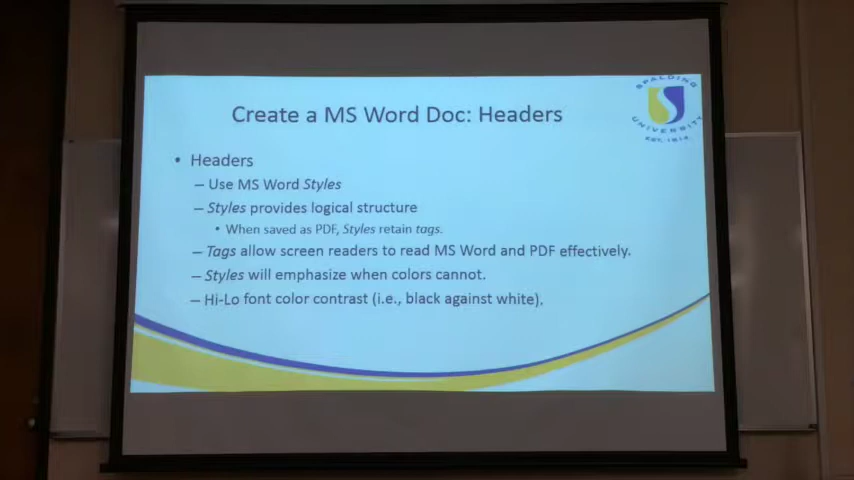 SPALDING
UNIVERSITY
EST. 1814
Create a MS Word Doc: Headers
• Headers
– Use MS Word Styles
– Styles provides logical structure
• When saved as PDF, Styles retain tags.
– Tags allow screen readers to read MS Word and PDF effectively.
– Styles will emphasize when colors cannot.
– Hi-Lo font color contrast (i.e., black against white).